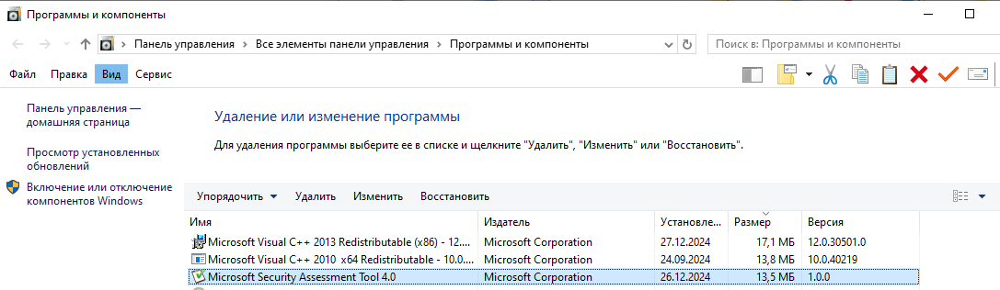 Программы и компоненты
Панель управления > Все элементы панели управления > Программы и компоненты
Поиск в: Программы и компоненты
Файл Правка Вид Сервис
Панель управления —
домашняя страница
Просмотр установленных
обновлений
Включение или отключение
компонентов Windows
Удаление или изменение программы
Для удаления программы выберите ее в списке и щелкните "Удалить", "Изменить" или "Восстановить".
Упорядочить Удалить Изменить Восстановить
Имя Издатель Установле... Размер Версия
Microsoft Visual C++ 2013 Redistributable (x86) - 12.... Microsoft Corporation 27.12.2024 17,1 МБ 12.0.30501.0
Microsoft Visual C++ 2010 x64 Redistributable - 10.0.... Microsoft Corporation 24.09.2024 13,8 МБ 10.0.40219
Microsoft Security Assessment Tool 4.0 Microsoft Corporation 26.12.2024 13,5 МБ 1.0.0